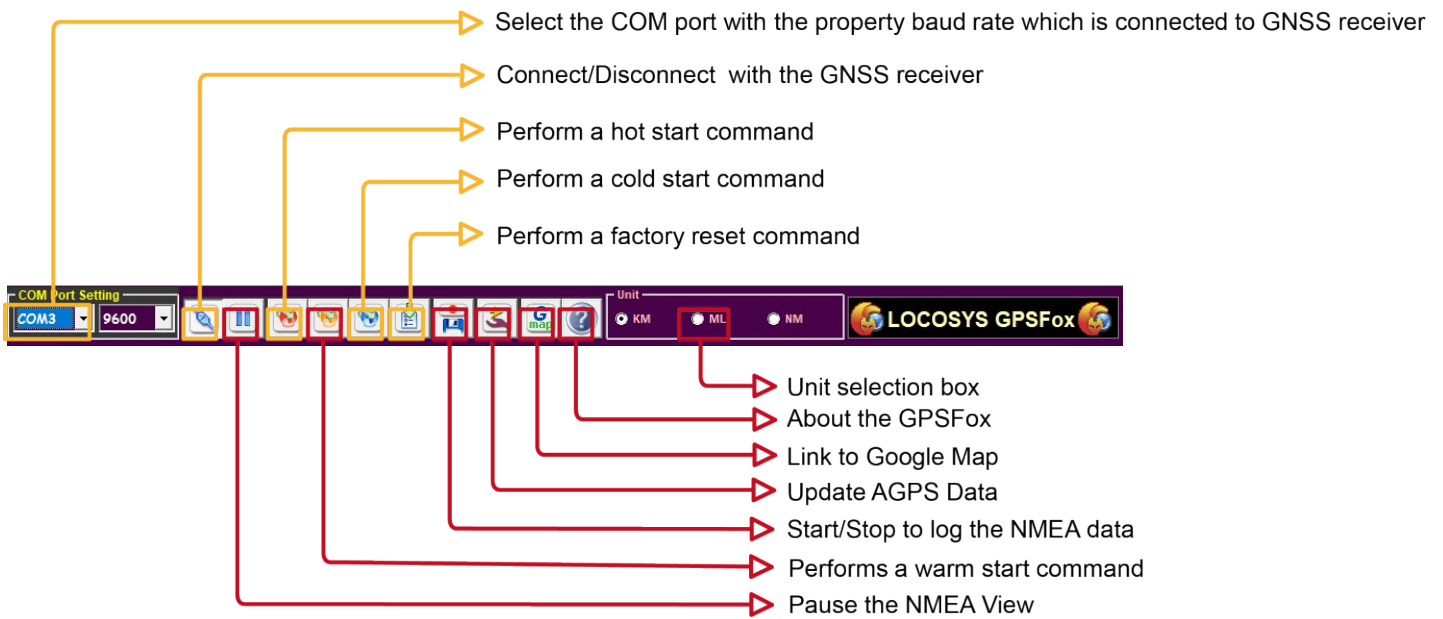 Select the COM port with the property baud rate which is connected to GNSS receiver
Connect/Disconnect with the GNSS receiver
Perform a hot start command
Perform a cold start command
Perform a factory reset command
COM Port Setting
COM3 9600
G map
?
Unit
KM ML NM
LOCOSYS GPSFox
Unit selection box
About the GPSFox
Link to Google Map
Update AGPS Data
Start/Stop to log the NMEA data
Performs a warm start command
Pause the NMEA View